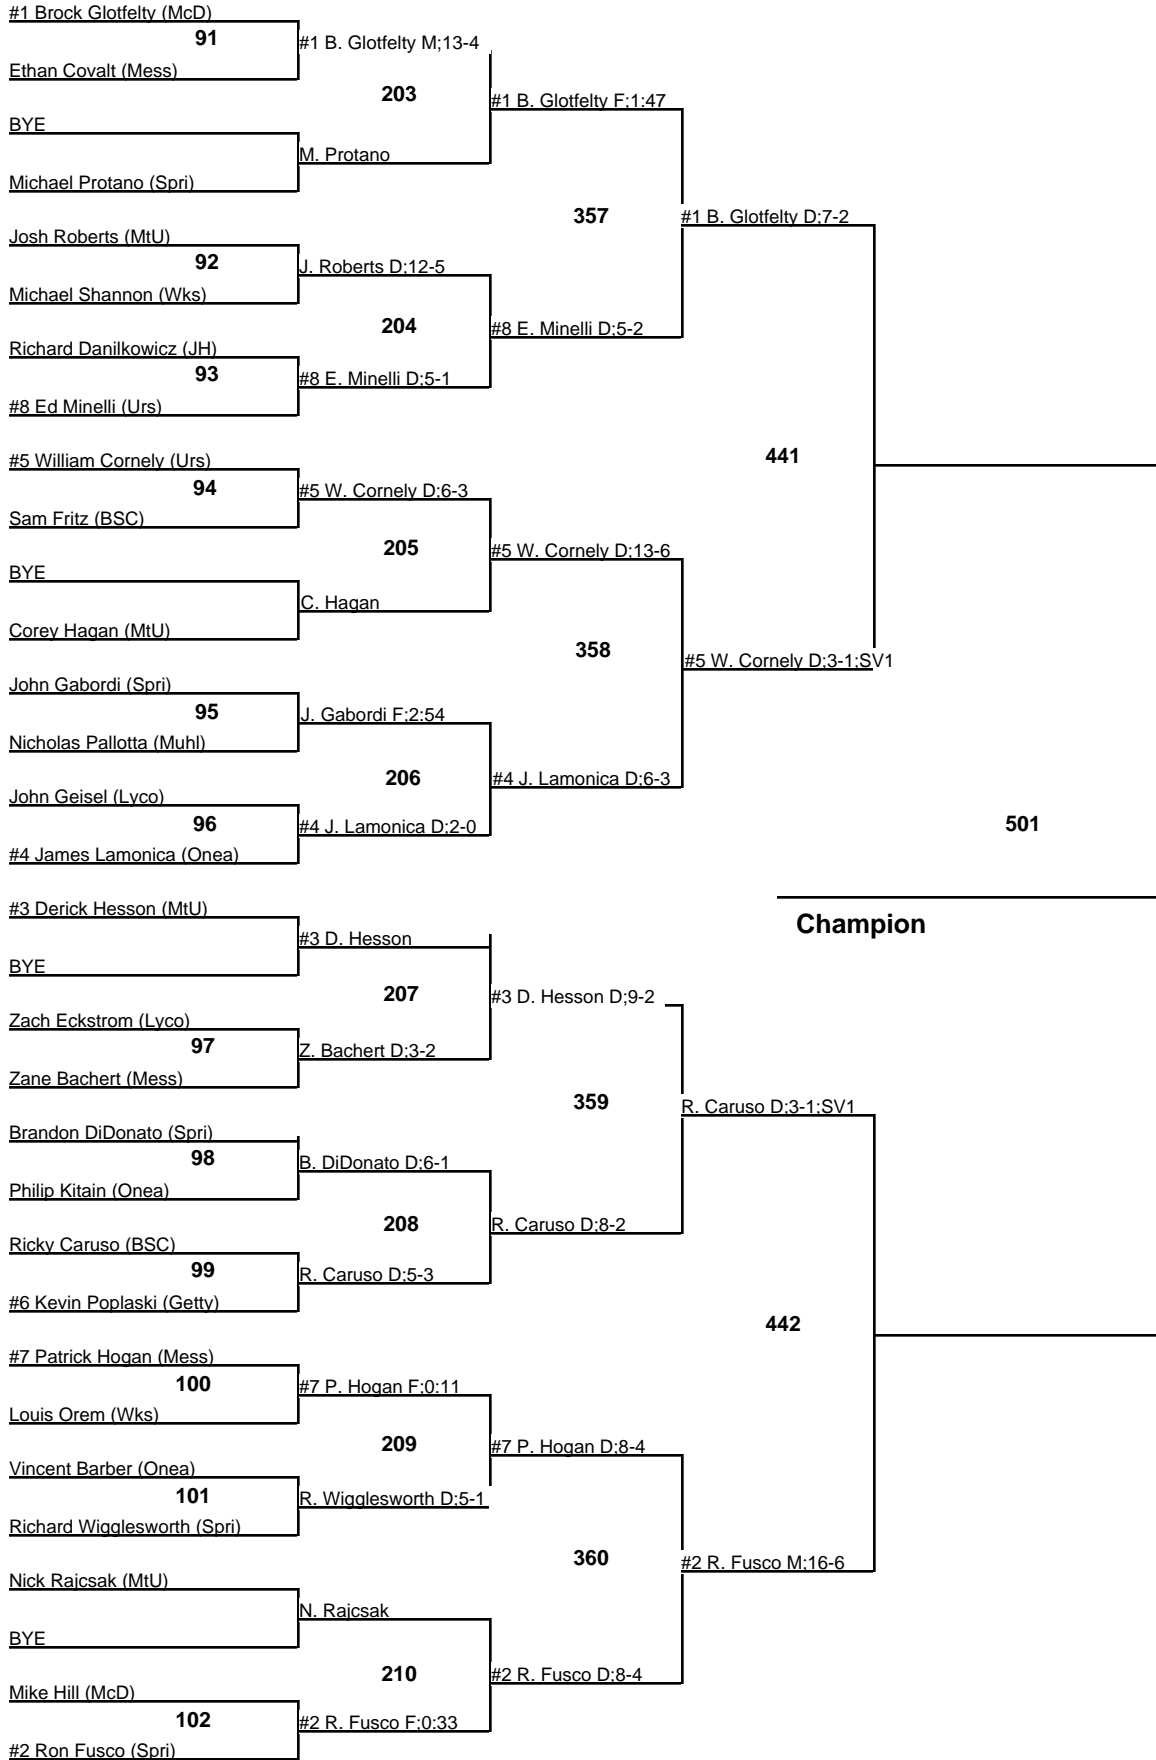 #1 Brock Glotfelty (McD)
91
#1 B. Glotfelty M;13-4
Ethan Covalt (Mess)
203
#1 B. Glotfelty F;1:47
BYE
M. Protano
Michael Protano (Spri)
357
#1 B. Glotfelty D;7-2
Josh Roberts (MtU)
92
J. Roberts D;12-5
Michael Shannon (Wks)
204
#8 E. Minelli D;5-2
Richard Danilkowicz (JH)
93
#8 E. Minelli D;5-1
#8 Ed Minelli (Urs)
441
#5 William Cornely (Urs)
94
#5 W. Cornely D;6-3
Sam Fritz (BSC)
205
#5 W. Cornely D;13-6
BYE
C. Hagan
Corey Hagan (MtU)
358
#5 W. Cornely D;3-1;SV1
John Gabordi (Spri)
95
J. Gabordi F;2:54
Nicholas Pallotta (Muhl)
206
#4 J. Lamonica D;6-3
John Geisel (Lyco)
96
#4 J. Lamonica D;2-0
501
#4 James Lamonica (Onea)
#3 Derick Hesson (MtU)
Champion
#3 D. Hesson
BYE
207
#3 D. Hesson D;9-2
Zach Eckstrom (Lyco)
97
Z. Bachert D;3-2
Zane Bachert (Mess)
359
R. Caruso D;3-1;SV1
Brandon DiDonato (Spri)
98
B. DiDonato D;6-1
Philip Kitain (Onea)
208
R. Caruso D;8-2
Ricky Caruso (BSC)
99
R. Caruso D;5-3
#6 Kevin Poplaski (Getty)
442
#7 Patrick Hogan (Mess)
100
#7 P. Hogan F;0:11
Louis Orem (Wks)
209
#7 P. Hogan D;8-4
Vincent Barber (Onea)
101
R. Wigglesworth D;5-1
Richard Wigglesworth (Spri)
360
#2 R. Fusco M;16-6
Nick Rajcsak (MtU)
N. Rajcsak
BYE
210
#2 R. Fusco D;8-4
Mike Hill (McD)
102
#2 R. Fusco F;0:33
#2 Ron Fusco (Spri)